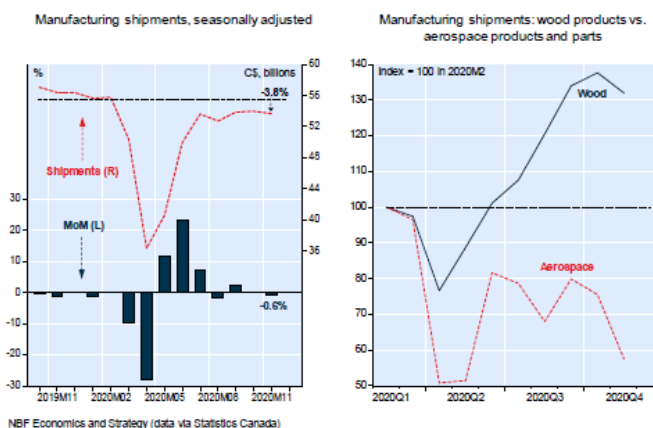 Manufacturing shipments, seasonally adjusted
%
C$, billions
60
56
52
48
44
40
36
-3.8%
Shipments (R)
MoM (L)
30
20
10
0
-10
-20
-30
-0.6%
2019M11
2020M02
2020M05
2020M08
2020M11
Manufacturing shipments: wood products vs.
aerospace products and parts
Index = 100 in 2020M2
140
130
120
110
100
90
80
70
60
50
Wood
Aerospace
2020Q1
2020Q2
2020Q3
2020Q4
NBF Economics and Strategy (data via Statistics Canada)